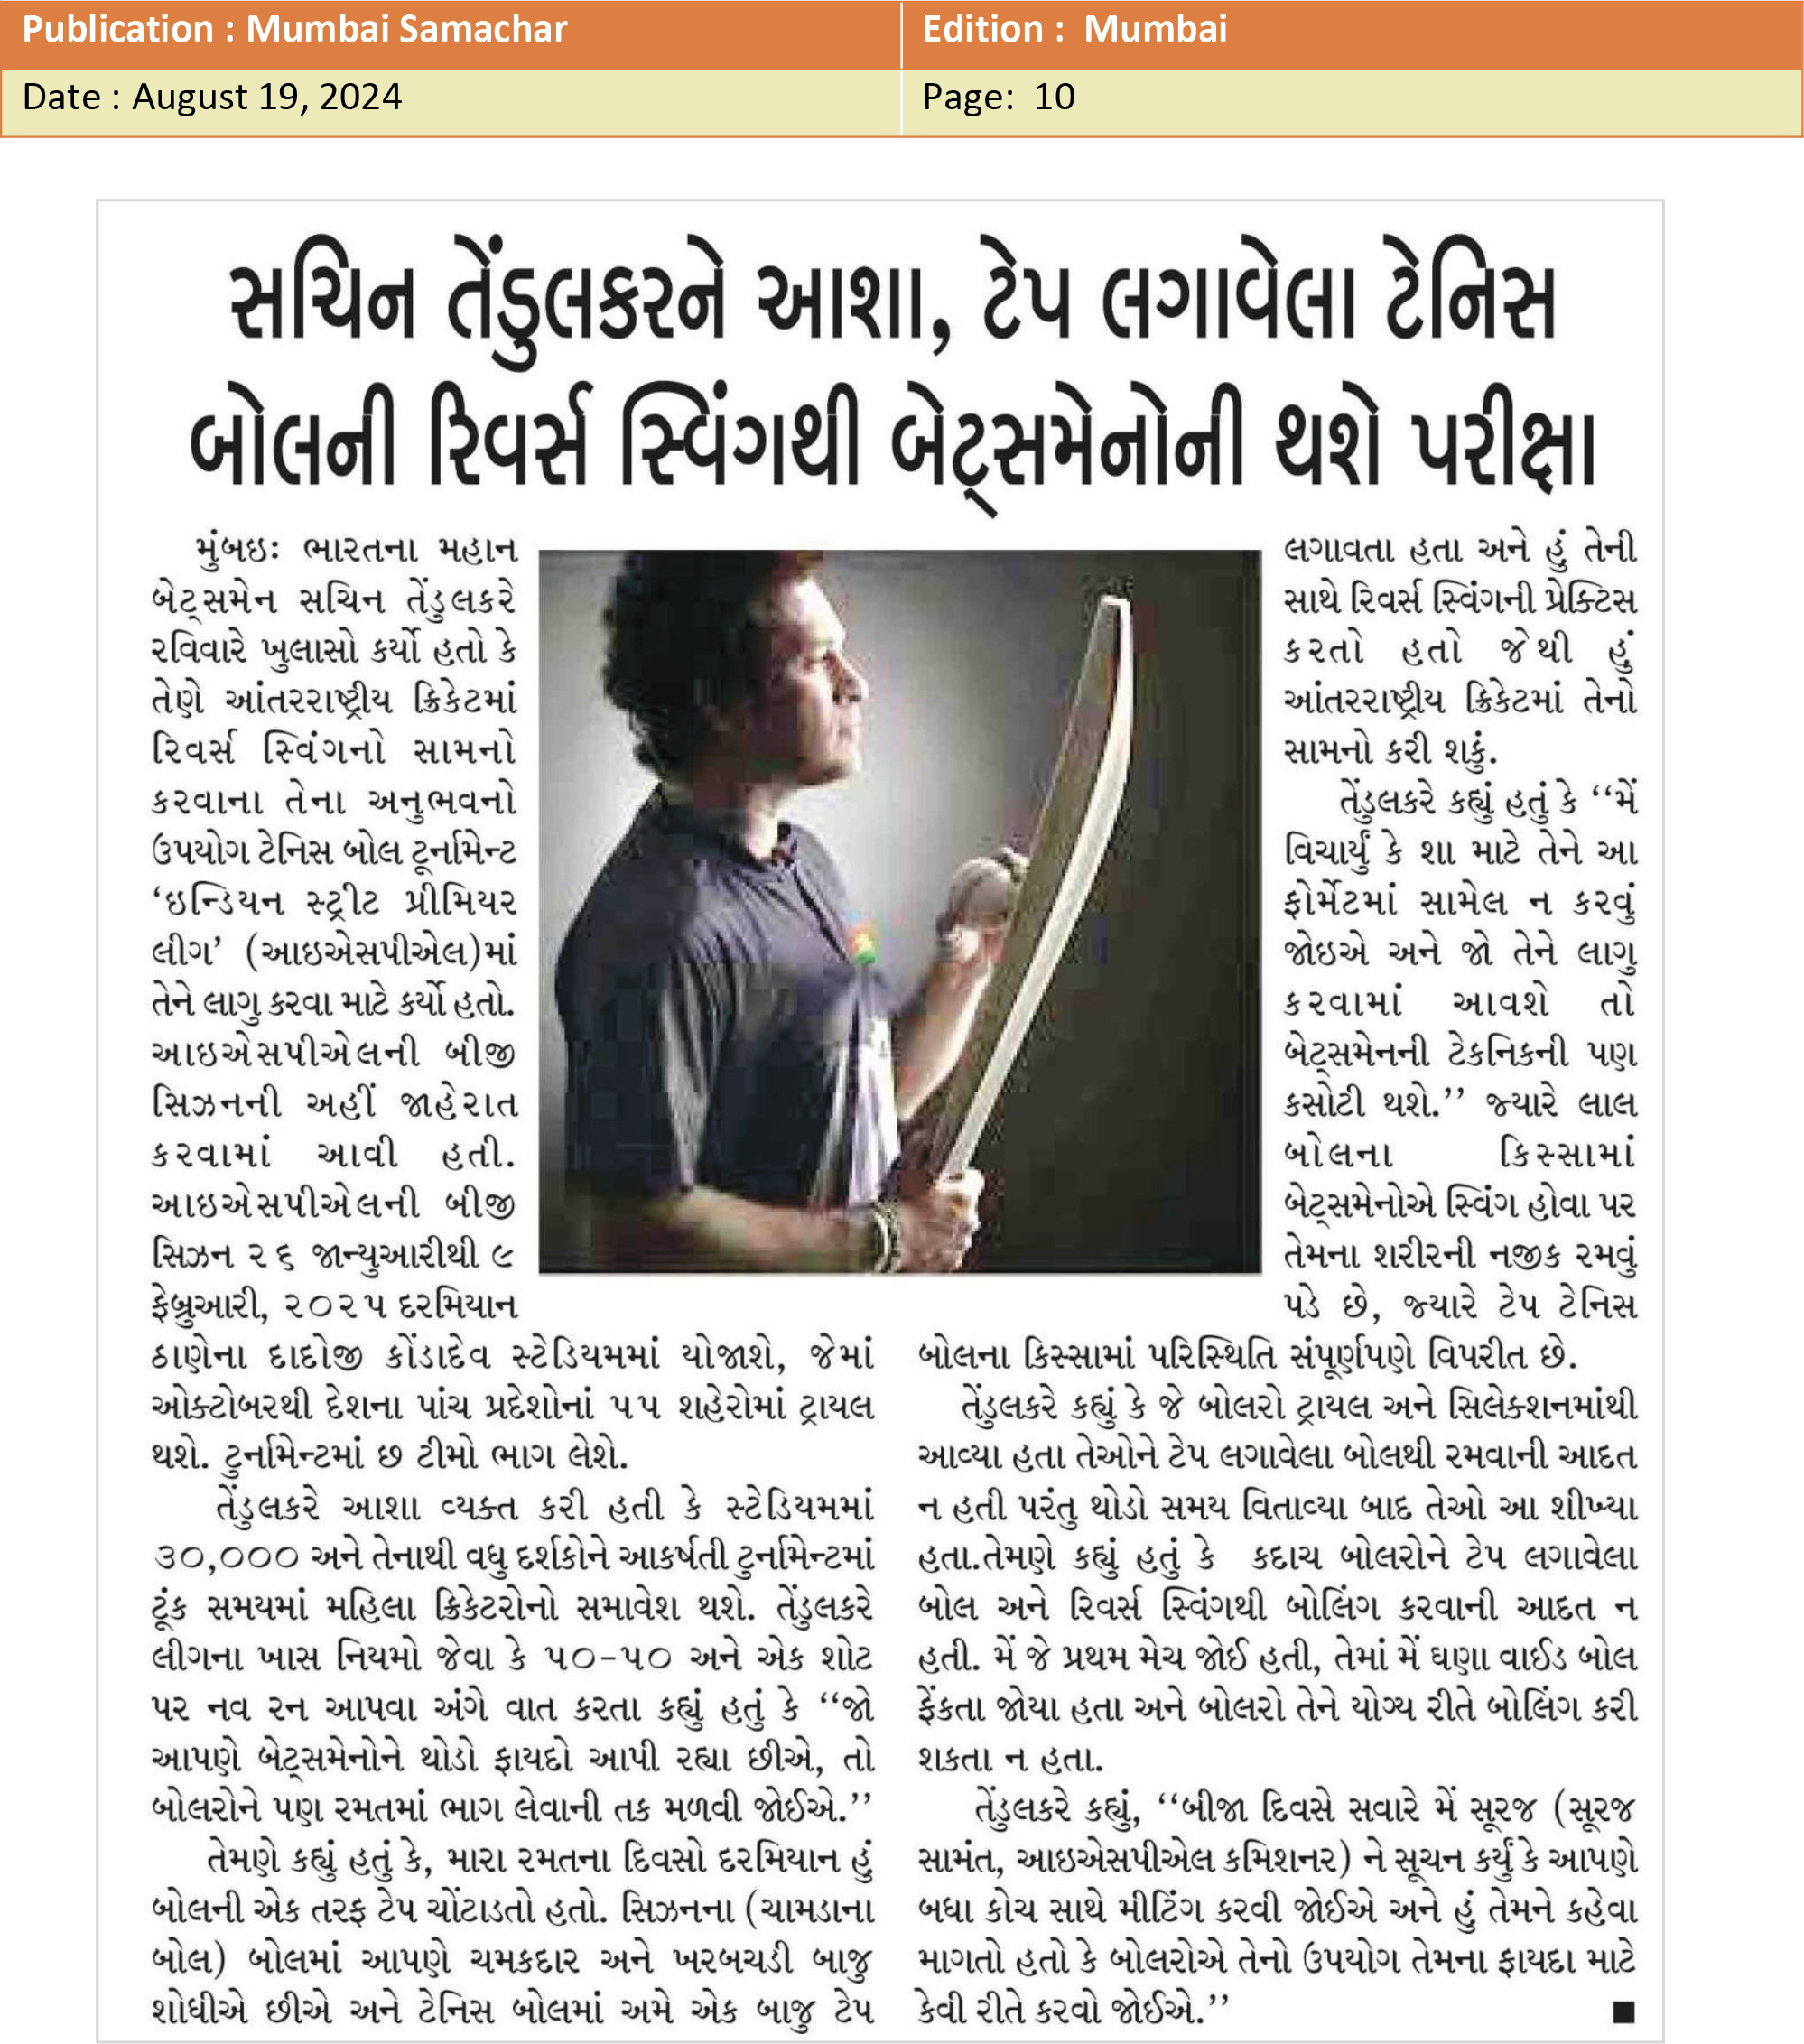 Publication : Mumbai Samachar
Edition : Mumbai
Date : August 19, 2024
Page: 10
સચિન તેંડુલકરને આશા, ટેપ લગાવેલા ટેનિસ
બોલની રિવર્સ સ્વિંગથી બેટ્સમેનોની થશે પરીક્ષા
મુંબઇઃ ભારતના મહાન
બેટ્સમેન સચિન તેંડુલકરે
રવિવારે ખુલાસો કર્યો હતો કે
તેણે આંતરરાષ્ટ્રીય ક્રિકેટમાં
રિવર્સ સ્વિંગનો સામનો
કરવાના તેના અનુભવનો
ઉપયોગ ટેનિસ બોલ ટૂર્નામેન્ટ
‘ઇન્ડિયન સ્ટ્રીટ પ્રીમિયર
લીગ’ (આઇએસપીએલ)માં
તેને લાગુ કરવા માટે કર્યો હતો.
આઇએસપીએલની બીજી
સિઝનની અહીં જાહેરાત
કરવામાં આવી હતી.
આઇએસપીએલની બીજી
સિઝન ૨૬ જાન્યુઆરીથી ૯
ફેબ્રુઆરી, ૨૦૨૫ દરમિયાન
ઠાણેના દાદોજી કોંડાદેવ સ્ટેડિયમમાં યોજાશે, જેમાં
ઓક્ટોબરથી દેશના પાંચ પ્રદેશોનાં ૫૫ શહેરોમાં ટ્રાયલ
થશે. ટુર્નામેન્ટમાં છ ટીમો ભાગ લેશે.
તેંડુલકરે આશા વ્યક્ત કરી હતી કે સ્ટેડિયમમાં
૩૦,૦૦૦ અને તેનાથી વધુ દર્શકોને આકર્ષતી ટુર્નામેન્ટમાં
ટૂંક સમયમાં મહિલા ક્રિકેટરોનો સમાવેશ થશે. તેંડુલકરે
લીગના ખાસ નિયમો જેવા કે ૫૦-૫૦ અને એક શોટ
પર નવ રન આપવા અંગે વાત કરતા કહ્યું હતું કે ‘‘જો
આપણે બેટ્સમેનોને થોડો ફાયદો આપી રહ્યા છીએ, તો
બોલરોને પણ રમતમાં ભાગ લેવાની તક મળવી જોઈએ.’’
તેમણે કહ્યું હતું કે, મારા રમતના દિવસો દરમિયાન હું
બોલની એક તરફ ટેપ ચોંટાડતો હતો. સિઝનના (ચામડાના
બોલ) બોલમાં આપણે ચમકદાર અને ખરબચડી બાજુ
શોધીએ છીએ અને ટેનિસ બોલમાં અમે એક બાજુ ટેપ
લગાવતા હતા અને હું તેની
સાથે રિવર્સ સ્વિંગની પ્રેક્ટિસ
કરતો હતો જેથી હું
આંતરરાષ્ટ્રીય ક્રિકેટમાં તેનો
સામનો કરી શકું.
તેંડુલકરે કહ્યું હતું કે ‘‘મેં
વિચાર્યું કે શા માટે તેને આ
ફોર્મેટમાં સામેલ ન કરવું
જોઇએ અને જો તેને લાગુ
કરવામાં આવશે તો
બેટ્સમેનની ટેકનિકની પણ
કસોટી થશે.’’ જ્યારે લાલ
બોલના કિસ્સામાં
બેટ્સમેનોએ સ્વિંગ હોવા પર
તેમના શરીરની નજીક રમવું
પડે છે, જ્યારે ટેપ ટેનિસ
બોલના કિસ્સામાં પરિસ્થિતિ સંપૂર્ણપણે વિપરીત છે.
તેંડુલકરે કહ્યું કે જે બોલરો ટ્રાયલ અને સિલેક્શનમાંથી
આવ્યા હતા તેઓને ટેપ લગાવેલા બોલથી રમવાની આદત
ન હતી પરંતુ થોડો સમય વિતાવ્યા બાદ તેઓ આ શીખ્યા
હતા.તેમણે કહ્યું હતું કે કદાચ બોલરોને ટેપ લગાવેલા
બોલ અને રિવર્સ સ્વિંગથી બોલિંગ કરવાની આદત ન
હતી. મેં જે પ્રથમ મેચ જોઈ હતી, તેમાં મેં ઘણા વાઈડ બોલ
ફેંકતા જોયા હતા અને બોલરો તેને યોગ્ય રીતે બોલિંગ કરી
શકતા ન હતા.
તેંડુલકરે કહ્યું, ‘‘બીજા દિવસે સવારે મેં સૂરજ (સૂરજ
સામંત, આઇએસપીએલ કમિશનર) ને સૂચન કર્યું કે આપણે
બધા કોચ સાથે મીટિંગ કરવી જોઈએ અને હું તેમને કહેવા
માગતો હતો કે બોલરોએ તેનો ઉપયોગ તેમના ફાયદા માટે
કેવી રીતે કરવો જોઈએ.’’